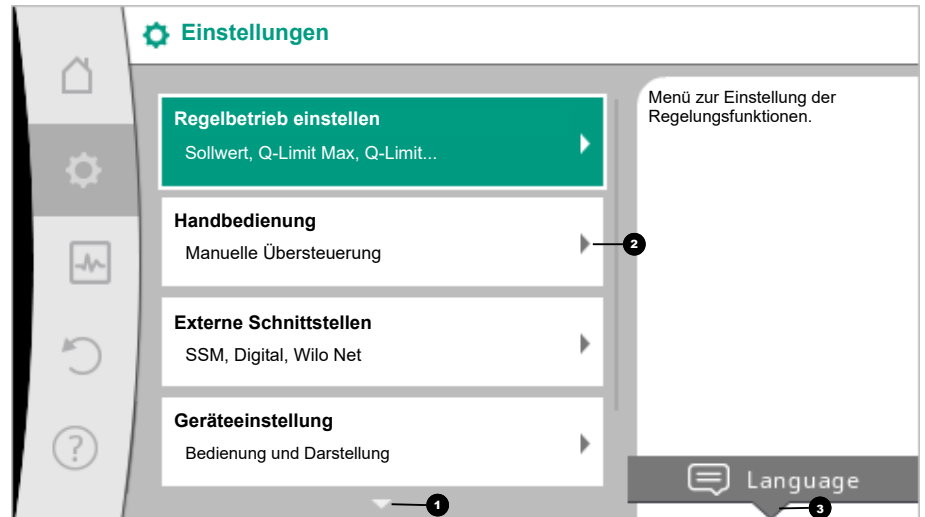 Einstellungen
Regelbetrieb einstellen
Sollwert, Q-Limit Max, Q-Limit...
Handbedienung
Manuelle Übersteuerung
2
Externe Schnittstellen
SSM, Digital, Wilo Net
Geräteeinstellung
Bedienung und Darstellung
1
Menü zur Einstellung der
Regelungsfunktionen.
Language
3
?